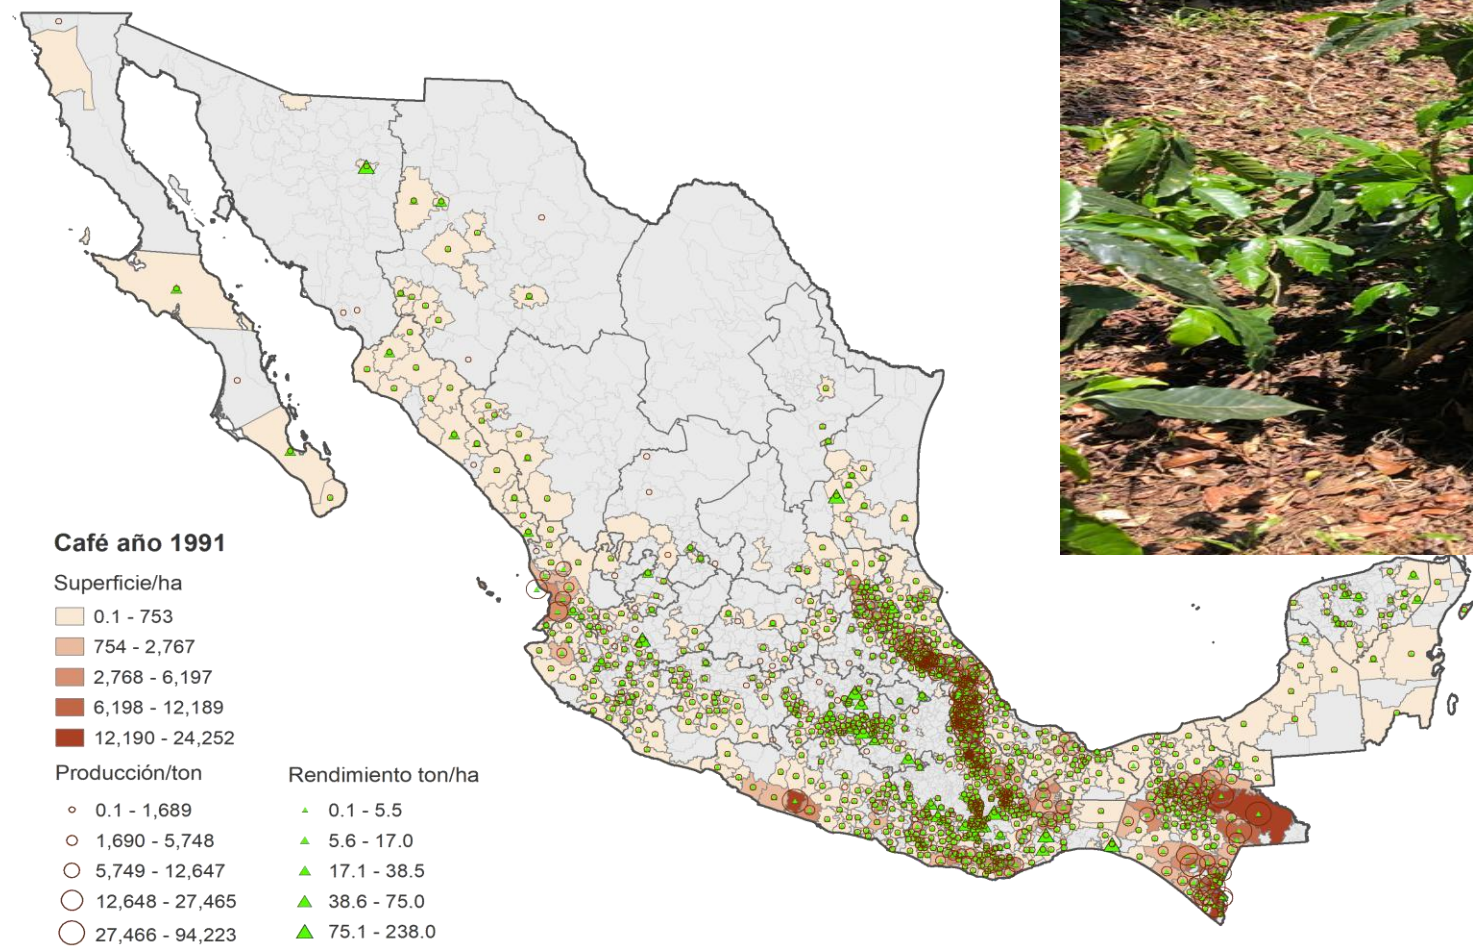 Café año 1991
Superficie/ha
0.1 - 753
754 - 2,767
2,768 - 6,197
6,198 - 12,189
12,190 - 24,252
Producción/ton
0.1 - 1,689
1,690 - 5,748
5,749 - 12,647
12,648 - 27,465
27,466 - 94,223
Rendimiento ton/ha
0.1 - 5.5
5.6 - 17.0
17.1 - 38.5
38.6 - 75.0
75.1 - 238.0